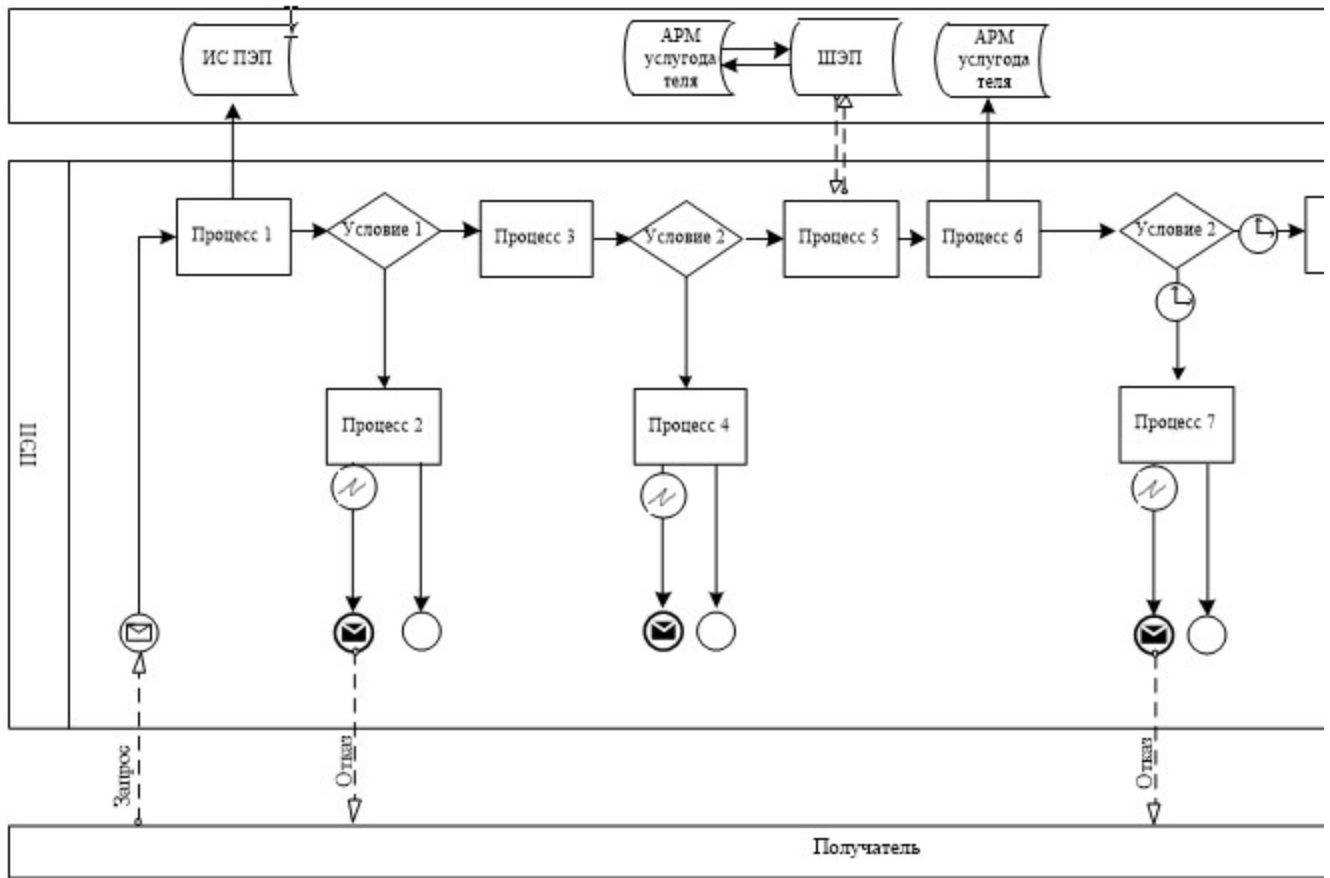 ИС ПЭП
АРМ
услугода
теля
ШЭП
АРМ
услугода
теля
Процесс 1
Условие 1
Процесс 3
Условие 2
Процесс 5
Процесс 6
Условие 2
Процесс 2
Процесс 4
Процесс 7
ПЭП
Запрос
Отказ
Отказ
Получатель